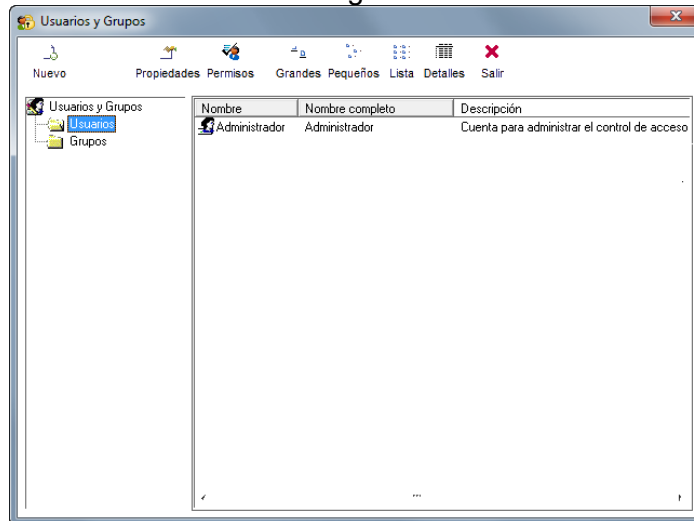 Usuarios y Grupos
Nuevo Propiedades Permisos Grandes Pequeños Lista Detalles Salir
Usuarios y Grupos
Usuarios
Grupos
Nombre Nombre completo Descripción
Administrador Administrador Cuenta para administrar el control de acceso